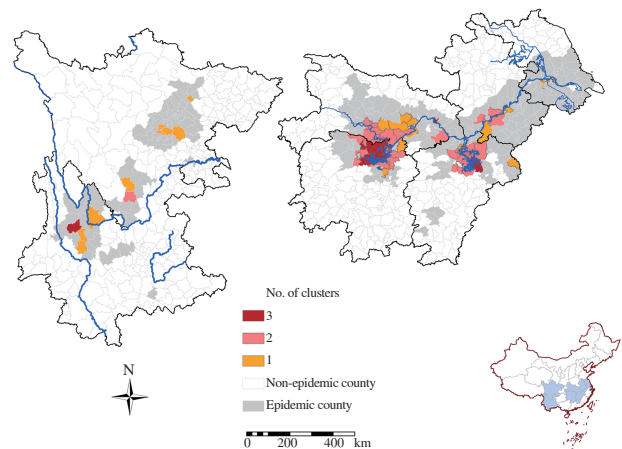 No. of clusters
3
2
1
Non-epidemic county
Epidemic county
N
0 200 400 km